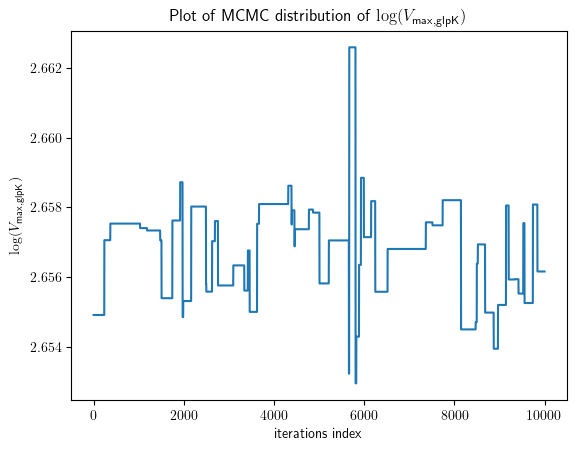 Plot of MCMC distribution of log(V_max,glpK)
2.662
2.660
2.658
2.656
2.654
log(V_max,glpK)
0 2000 4000 6000 8000 10000
iterations index